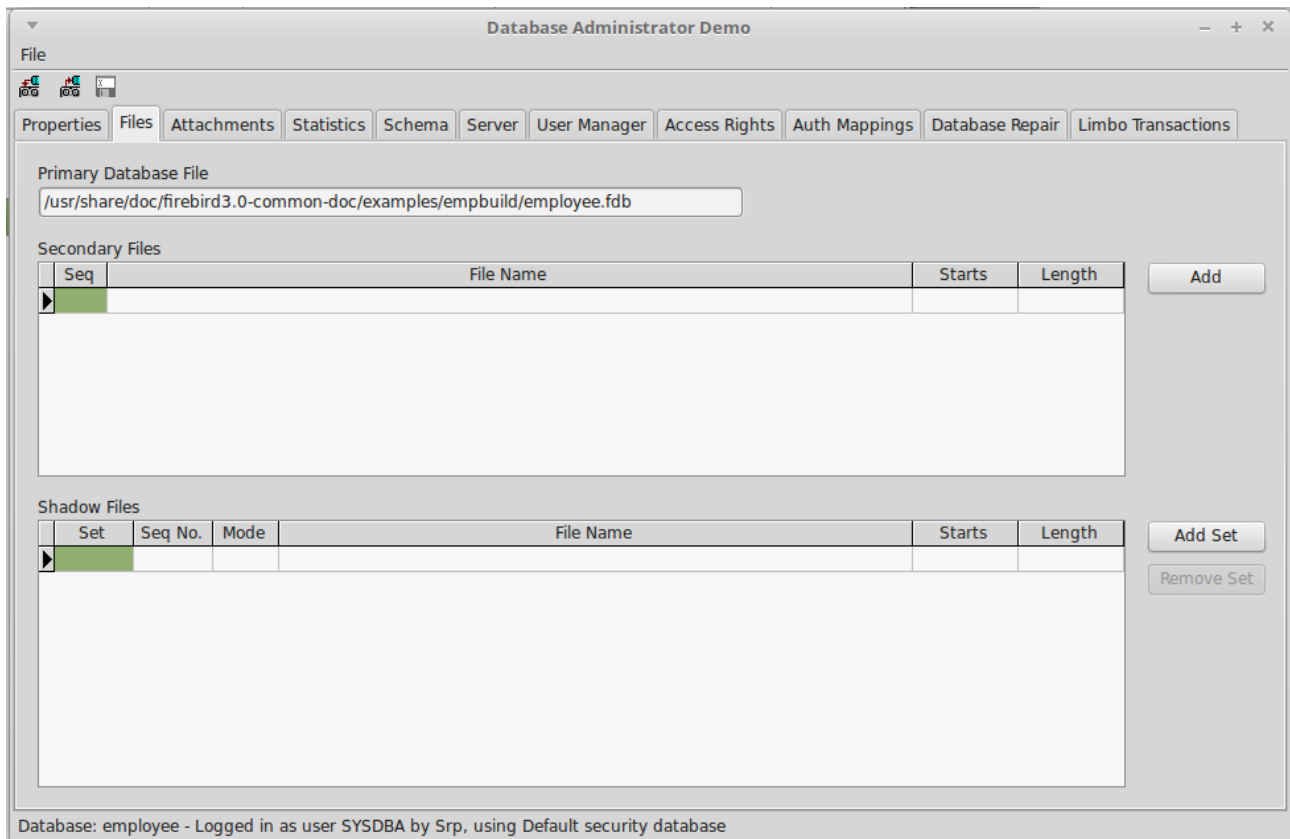 Database Administrator Demo
File
Properties Files Attachments Statistics Schema Server User Manager Access Rights Auth Mappings Database Repair Limbo Transactions
Primary Database File
/usr/share/doc/firebird3.0-common-doc/examples/empbuild/employee.fdb
Secondary Files
Seq File Name Starts Length Add
Shadow Files
Set Seq No. Mode File Name Starts Length Add Set
Remove Set
Database: employee - Logged in as user SYSDBA by Srp, using Default security database